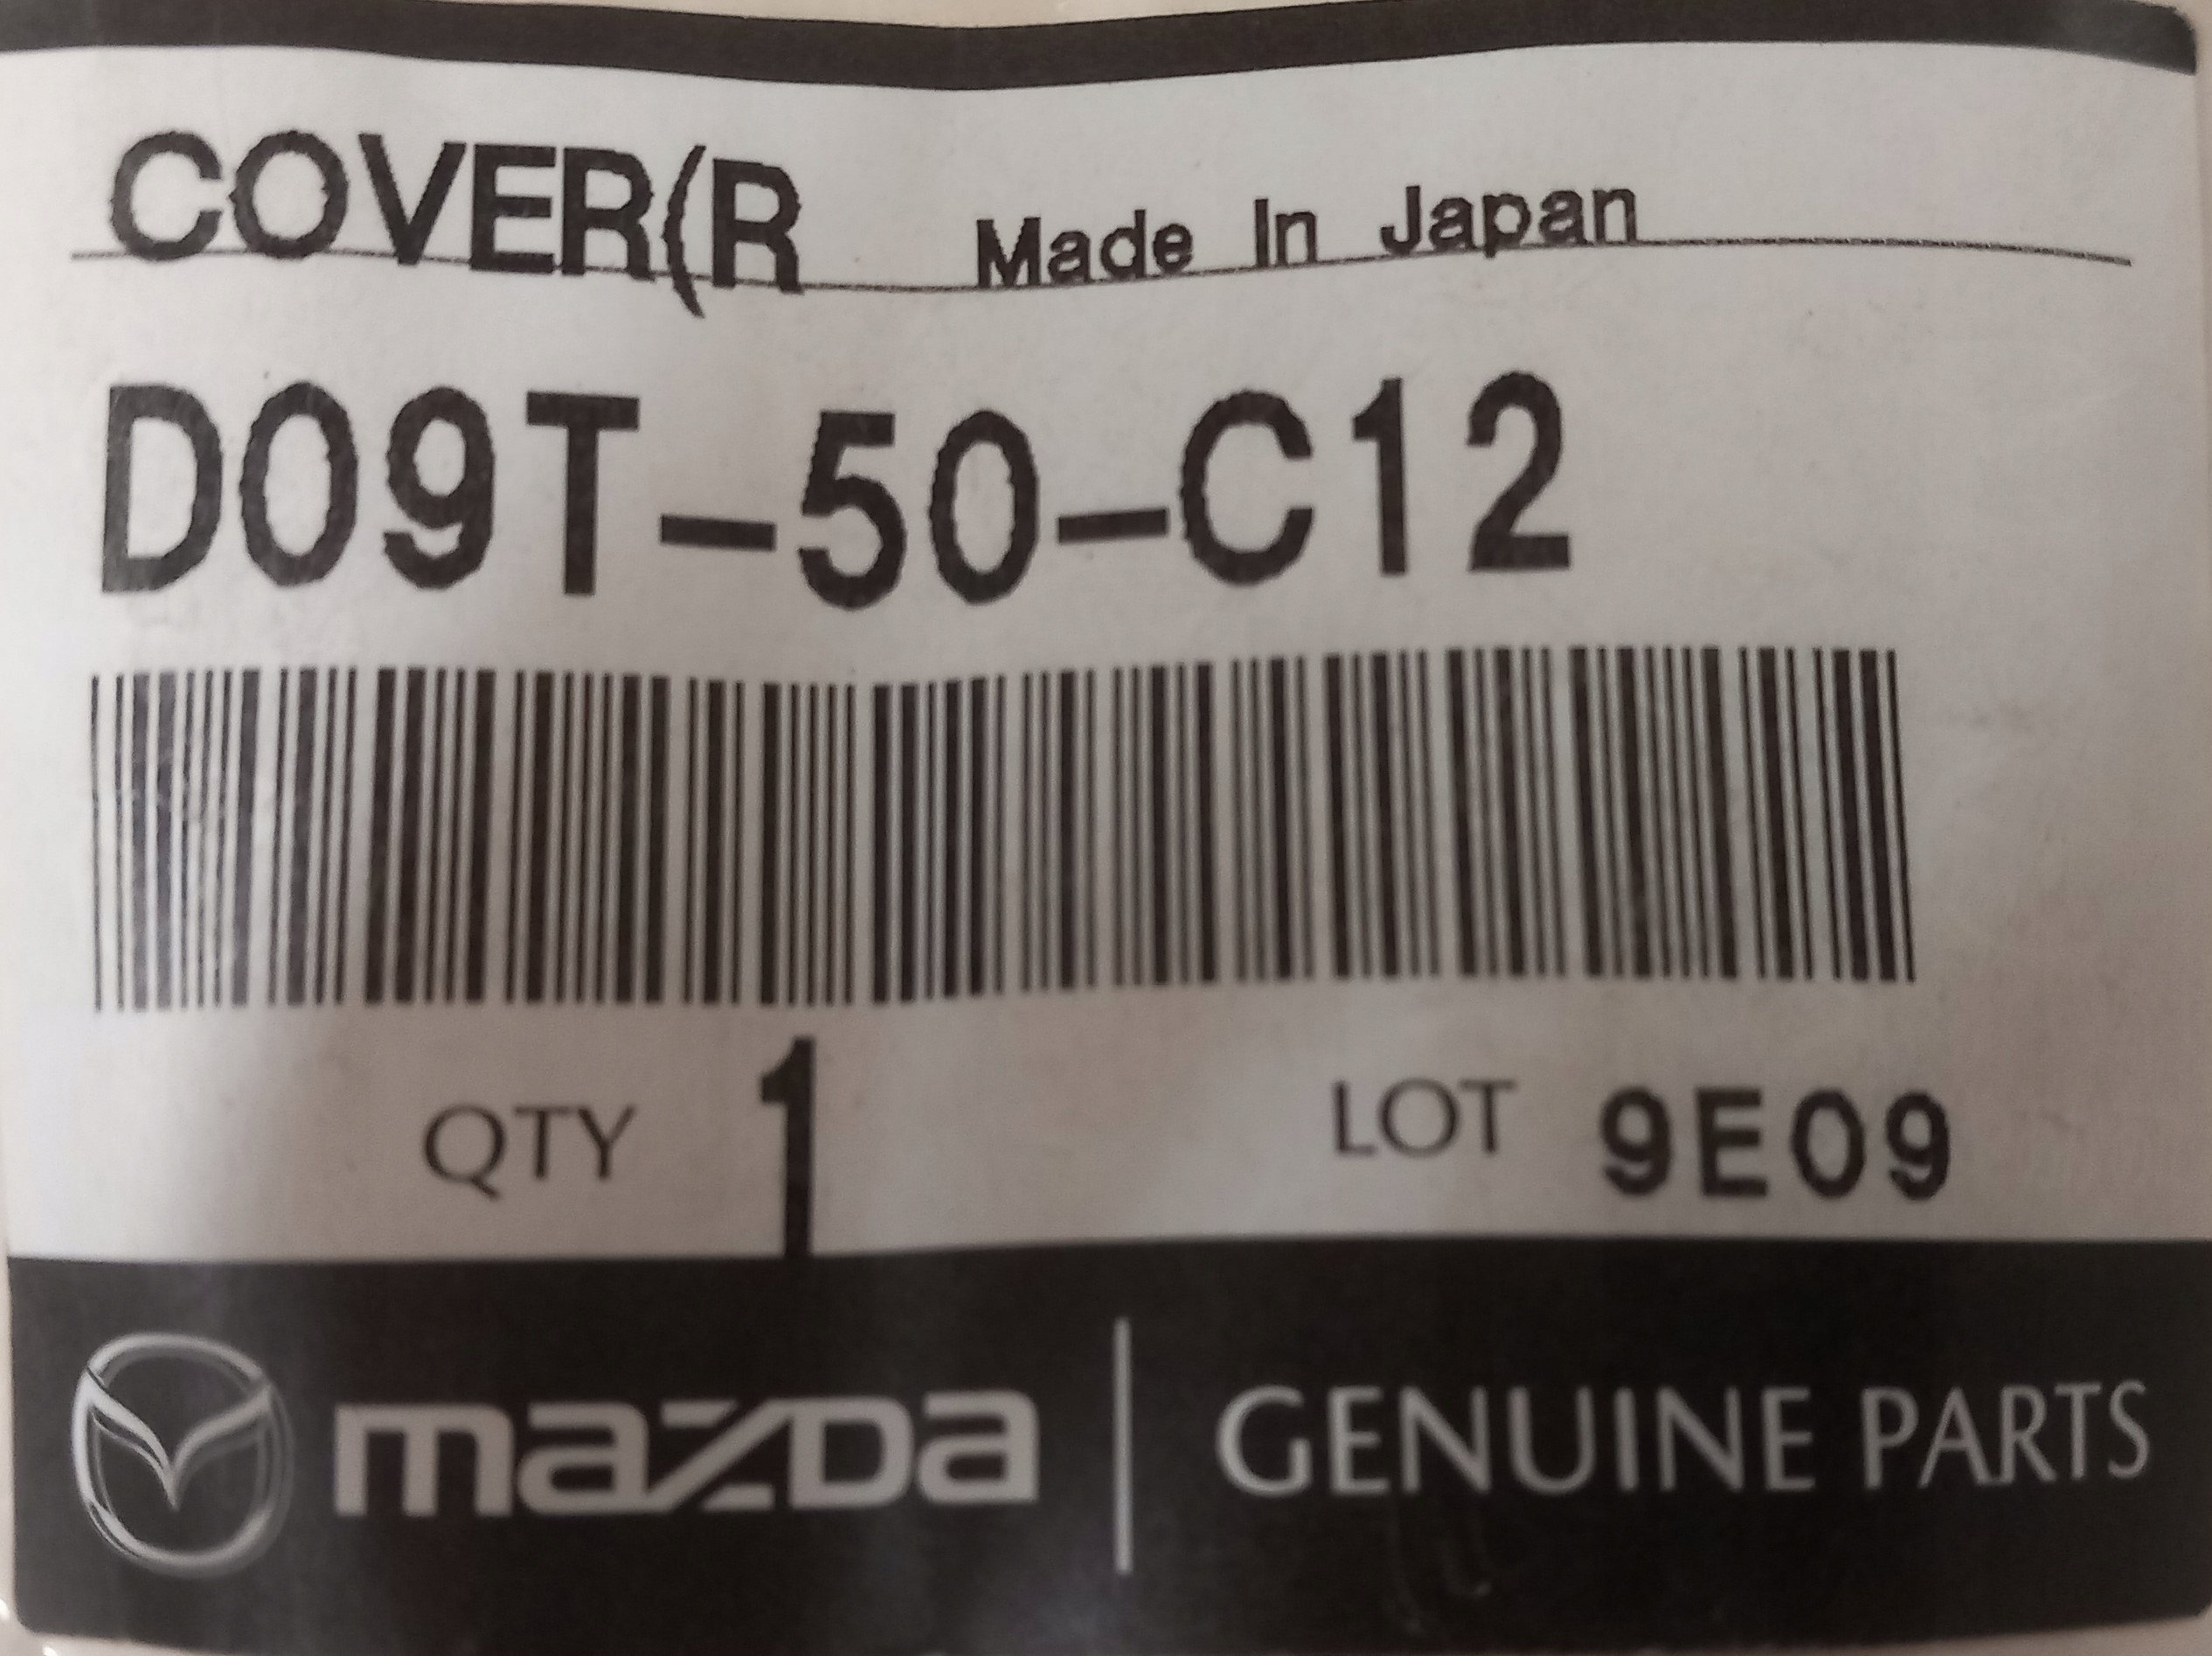 COVER(R Made In Japan
D09T-50-C12
QTY 1 LOT 9E09
mazDa | GENUINE PARTS